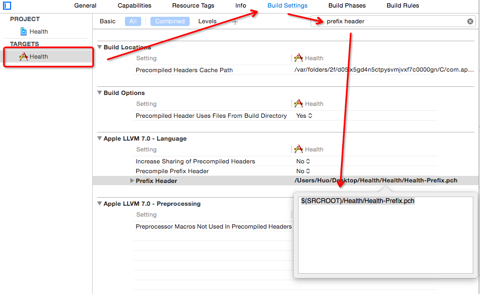 General Capabilities Resource Tags Info Build Settings Build Phases Build Rules
PROJECT
Health
TARGETS
Health
Basic All Combined Levels + prefix header
Build Locations
Setting Health
Precompiled Headers Cache Path /var/folders/2f/d05lx5gd4n5ctpysvmjvxf7c0000gn/C/com.ap...
Build Options
Setting Health
Precompiled Header Uses Files From Build Directory Yes
Apple LLVM 7.0 - Language
Setting Health
Increase Sharing of Precompiled Headers No
Precompile Prefix Header No
Prefix Header /Users/Huo/Desktop/Health/Health/Health-Prefix.pch
Apple LLVM 7.0 - Preprocessing
Setting
Preprocessor Macros Not Used In Precompiled Headers
$(SRCROOT)/Health/Health-Prefix.pch